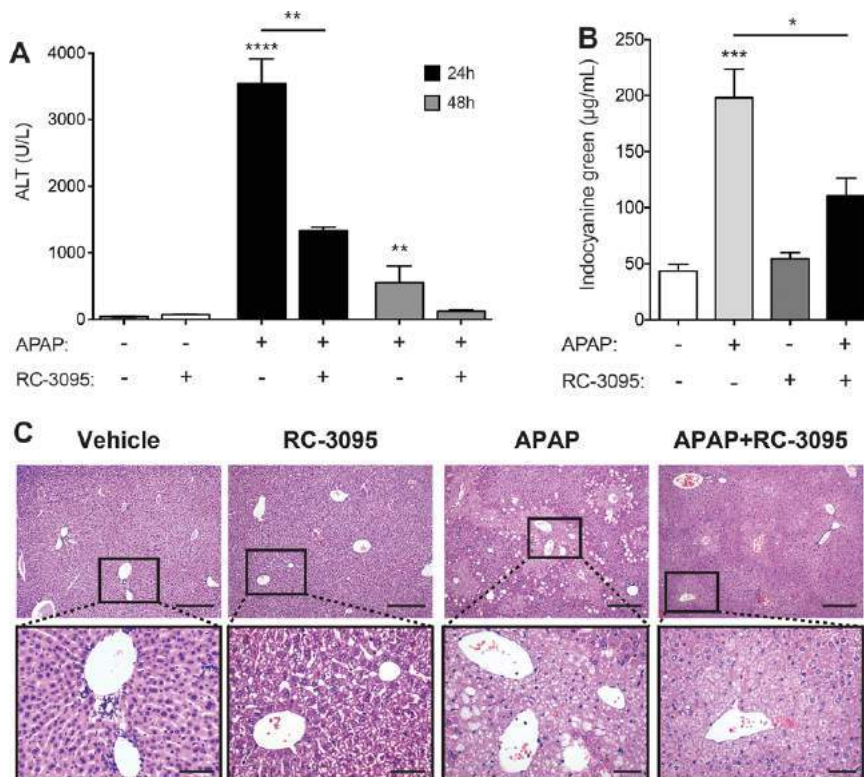 A
ALT (U/L)
4000
3000
2000
1000
0
****
**
**
24h
48h
APAP: - - + + + +
RC-3095: - + - + - +
B
Indocyanine green (µg/mL)
250
200
150
100
50
0
***
*
APAP: - + - +
RC-3095: - - + +
C
Vehicle RC-3095 APAP APAP+RC-3095